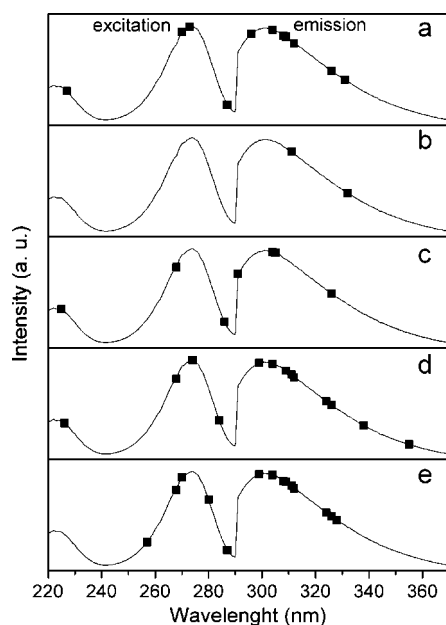 excitation emission a
b
c
d
e
Intensity (a. u.)
220 240 260 280 300 320 340 360
Wavelenght (nm)